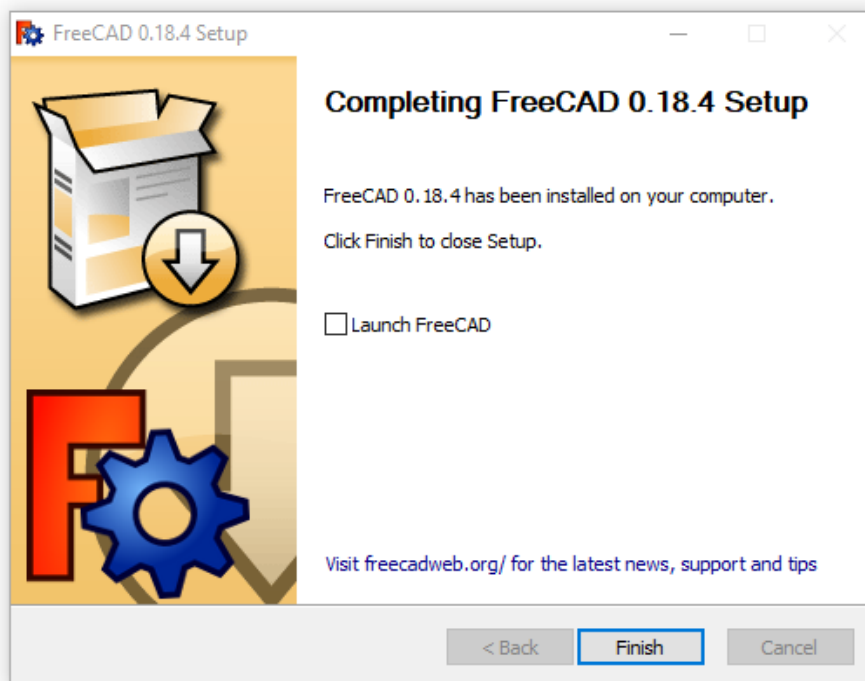 FreeCAD 0.18.4 Setup
Completing FreeCAD 0.18.4 Setup
FreeCAD 0.18.4 has been installed on your computer.
Click Finish to close Setup.
Launch FreeCAD
Visit freecadweb.org/ for the latest news, support and tips
< Back Finish Cancel